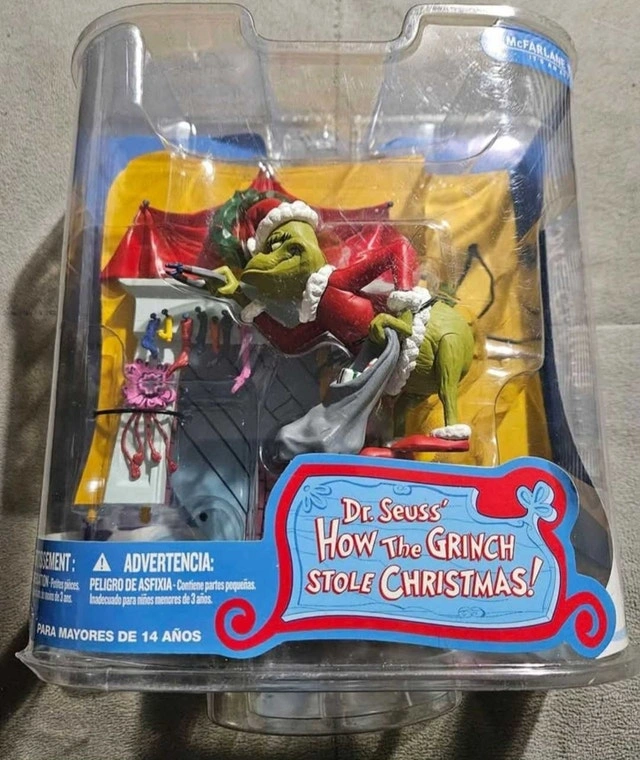 McFARLANE
Dr. Seuss'
HOW The GRINCH
STOLE CHRISTMAS!
ADVERTENCIA:
PELIGRO DE ASFIXIA - Contiene partes pequeñas.
Inadecuado para niños menores de 3 años.
PARA MAYORES DE 14 AÑOS